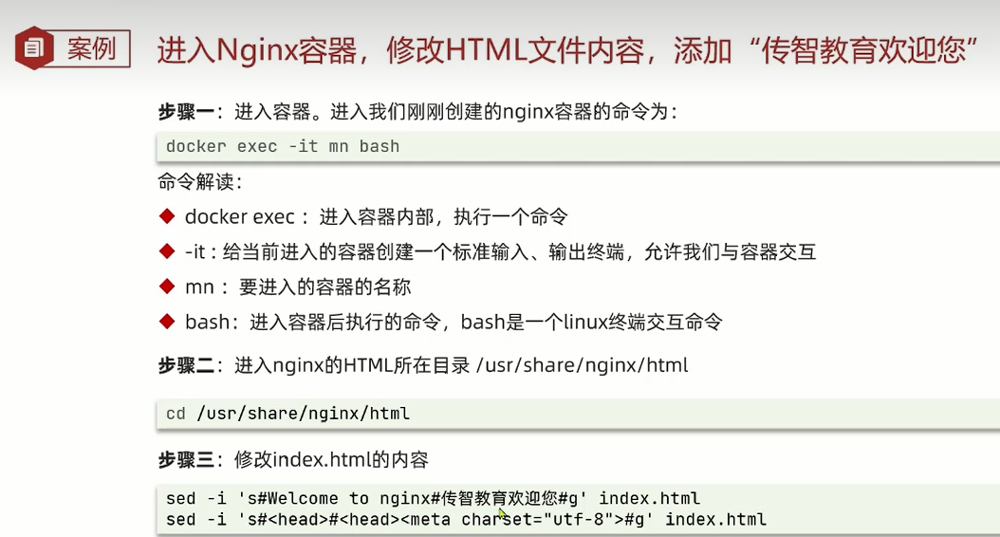 案例
进入Nginx容器，修改HTML文件内容，添加“传智教育欢迎您”
步骤一：进入容器。进入我们刚刚创建的nginx容器的命令为：
docker exec -it mn bash
命令解读：
docker exec ：进入容器内部，执行一个命令
-it : 给当前进入的容器创建一个标准输入、输出终端，允许我们与容器交互
mn ：要进入的容器的名称
bash：进入容器后执行的命令，bash是一个linux终端交互命令
步骤二：进入nginx的HTML所在目录 /usr/share/nginx/html
cd /usr/share/nginx/html
步骤三：修改index.html的内容
sed -i 's#Welcome to nginx#传智教育欢迎您#g' index.html
sed -i 's#<head>#<head><meta charset="utf-8">#g' index.html